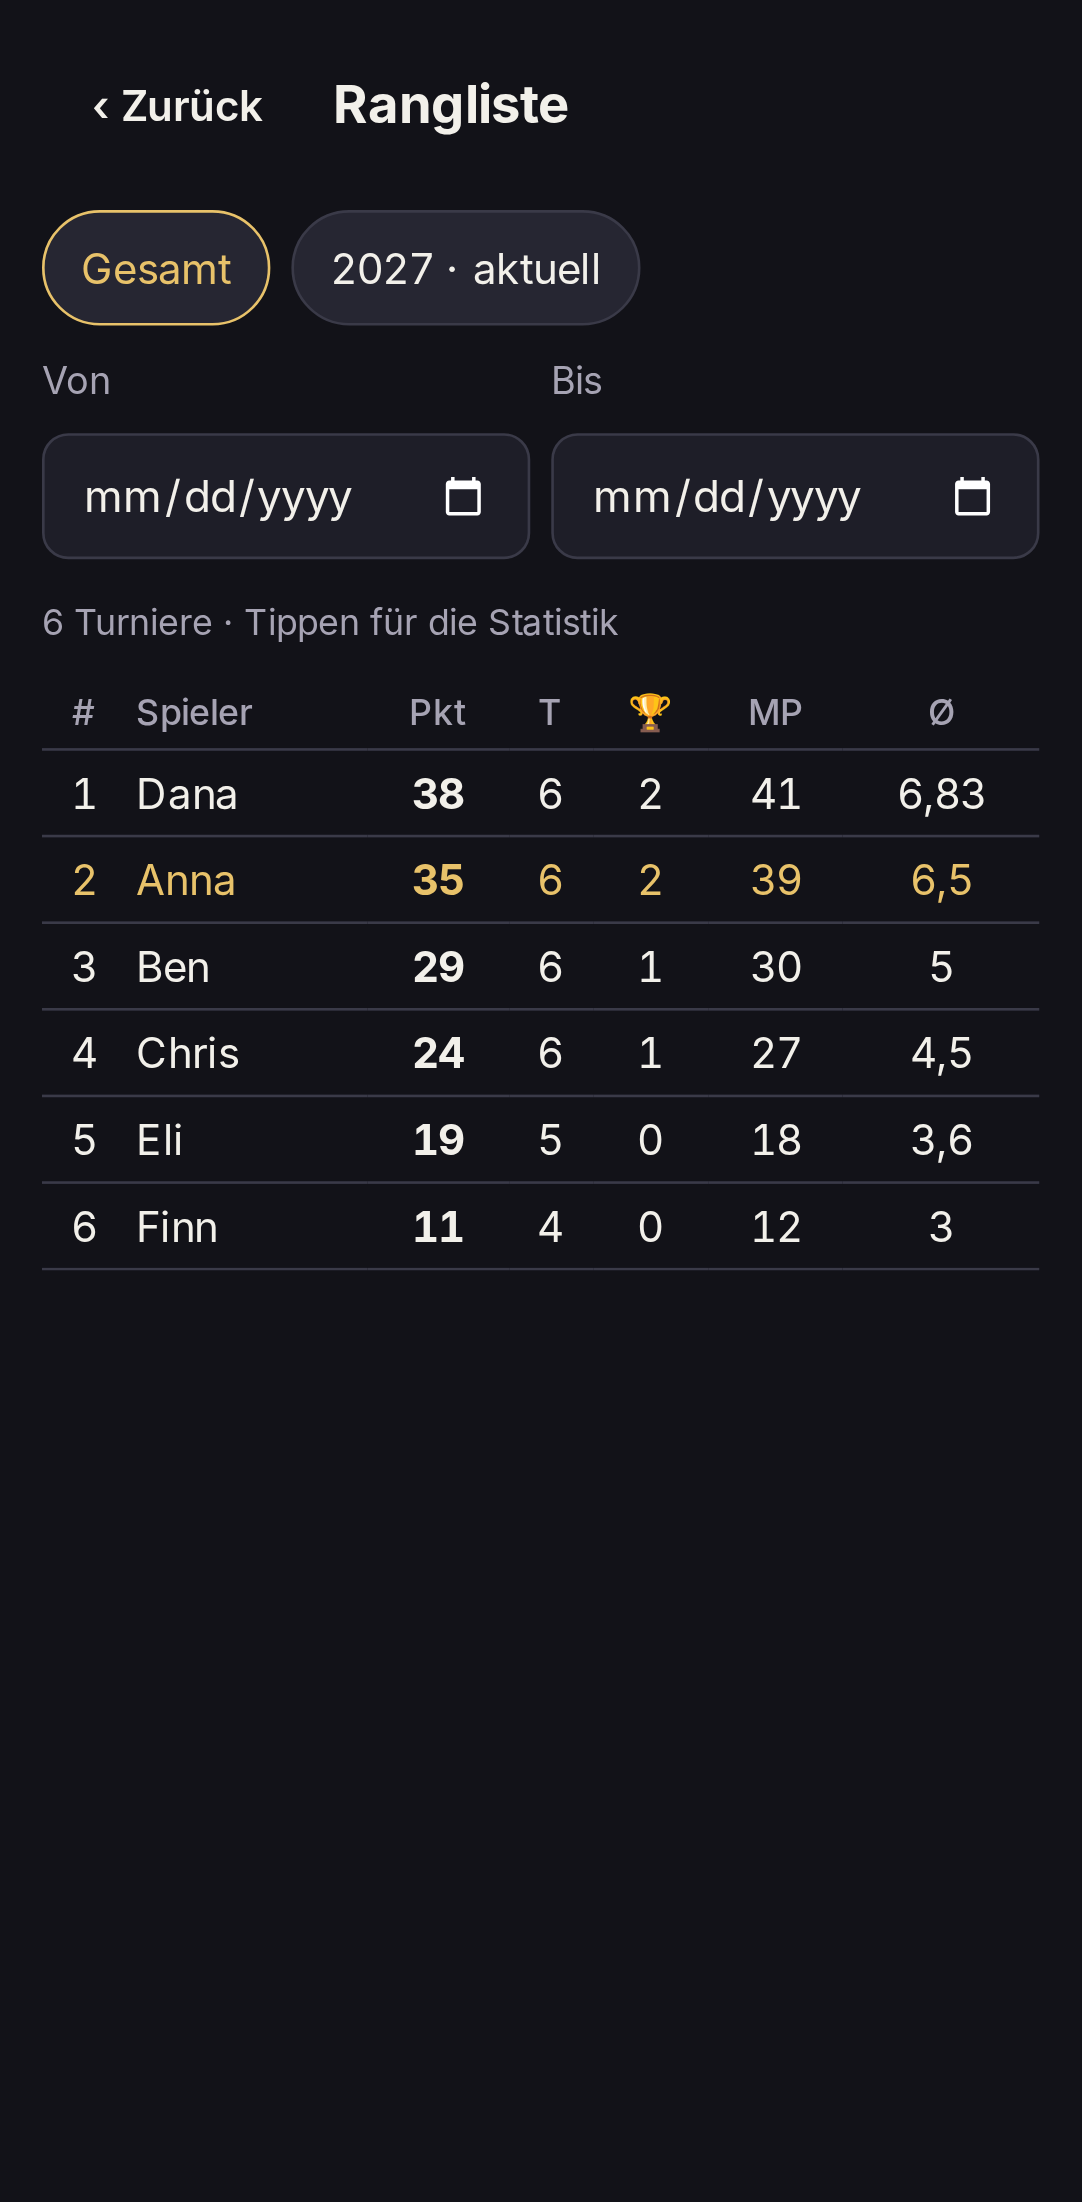 ‹ Zurück Rangliste
Gesamt 2027 · aktuell
Von Bis
mm/dd/yyyy mm/dd/yyyy
6 Turniere · Tippen für die Statistik
# Spieler Pkt T 🏆 MP Ø
1 Dana 38 6 2 41 6,83
2 Anna 35 6 2 39 6,5
3 Ben 29 6 1 30 5
4 Chris 24 6 1 27 4,5
5 Eli 19 5 0 18 3,6
6 Finn 11 4 0 12 3